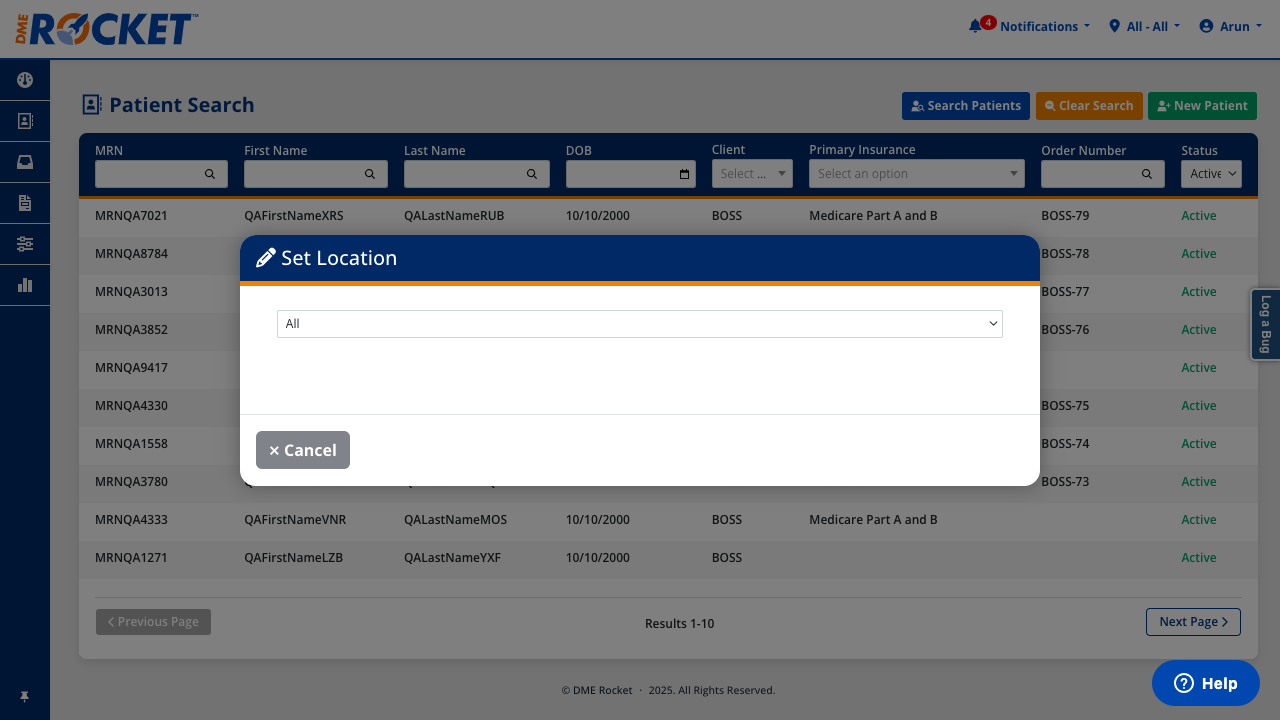 DME ROCKET™
4 Notifications
All - All
Arun
Patient Search
Search Patients
Clear Search
New Patient
MRN First Name Last Name DOB Client Primary Insurance Order Number Status
Select ... Select an option Active
MRNQA7021 QAFirstNameXRS QALastNameRUB 10/10/2000 BOSS Medicare Part A and B BOSS-79 Active
MRNQA8784 BOSS-78 Active
Set Location
MRNQA3013 BOSS-77 Active
All
MRNQA3852 BOSS-76 Active
Log a Bug
MRNQA9417 Active
MRNQA4330 BOSS-75 Active
MRNQA1558 BOSS-74 Active
× Cancel
MRNQA3780 BOSS-73 Active
MRNQA4333 QAFirstNameVNR QALastNameMOS 10/10/2000 BOSS Medicare Part A and B Active
MRNQA1271 QAFirstNameLZB QALastNameYXF 10/10/2000 BOSS Active
Previous Page
Results 1-10
Next Page
© DME Rocket · 2025. All Rights Reserved.
Help